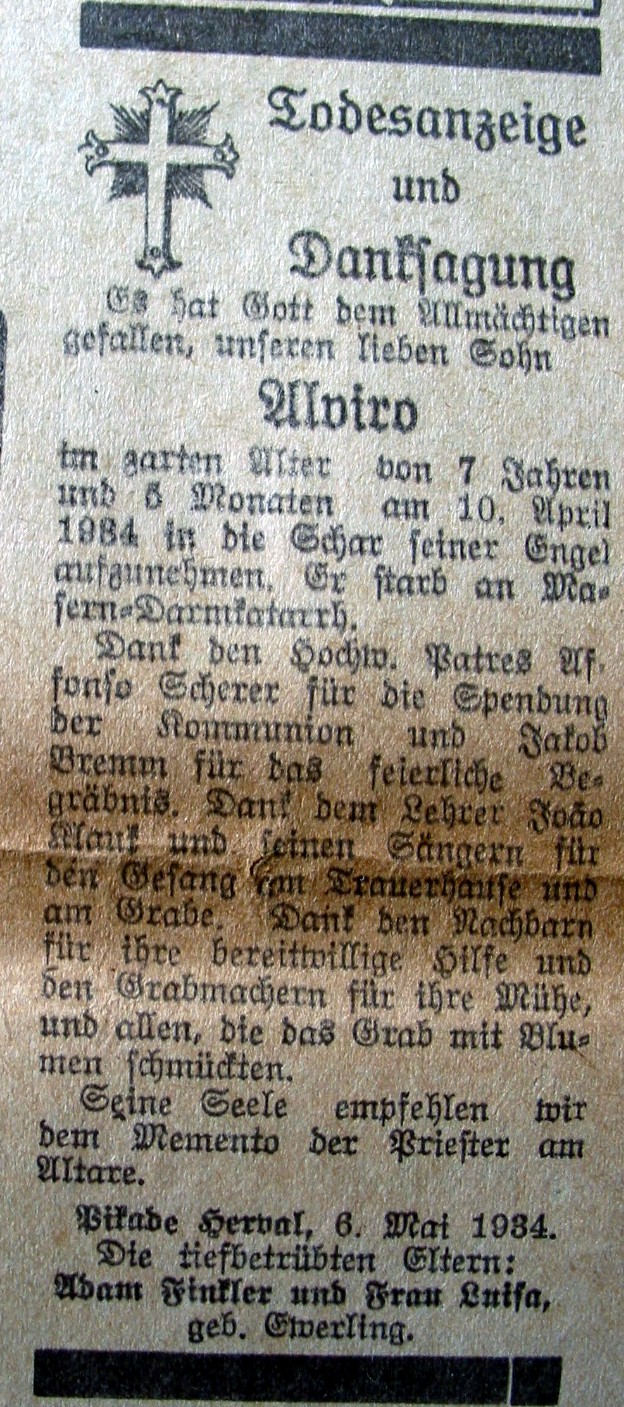 Todesanzeige
und
Danksagung
Es hat Gott dem Allmächtigen
gefallen, unseren lieben Sohn
Alviro
im zarten Alter von 7 Jahren
und Monaten am 10. April
1934 in die Schar seiner Engel
aufzunehmen. Er starb an Ma-
sern-Darmkatarrh.
Dank den Hochw. Patres Af-
fonso Scherer für die Spendung
der Kommunion und Jakob
Bremm für das feierliche Be-
gräbnis. Dank dem Lehrer João
Klauk und seinen Sängern für
den Gesang im Trauerhause und
am Grabe. Dank den Nachbarn
für ihre bereitwillige Hilfe und
den Grabmachern für ihre Mühe,
und allen, die das Grab mit Blu-
men schmückten.
Seine Seele empfehlen wir
dem Memento der Priester am
Altare.
Pikade Herval, 6. Mai 1934.
Die tiefbetrübten Eltern:
Adam Finkler und Frau Luisa,
geb. Ewerling.